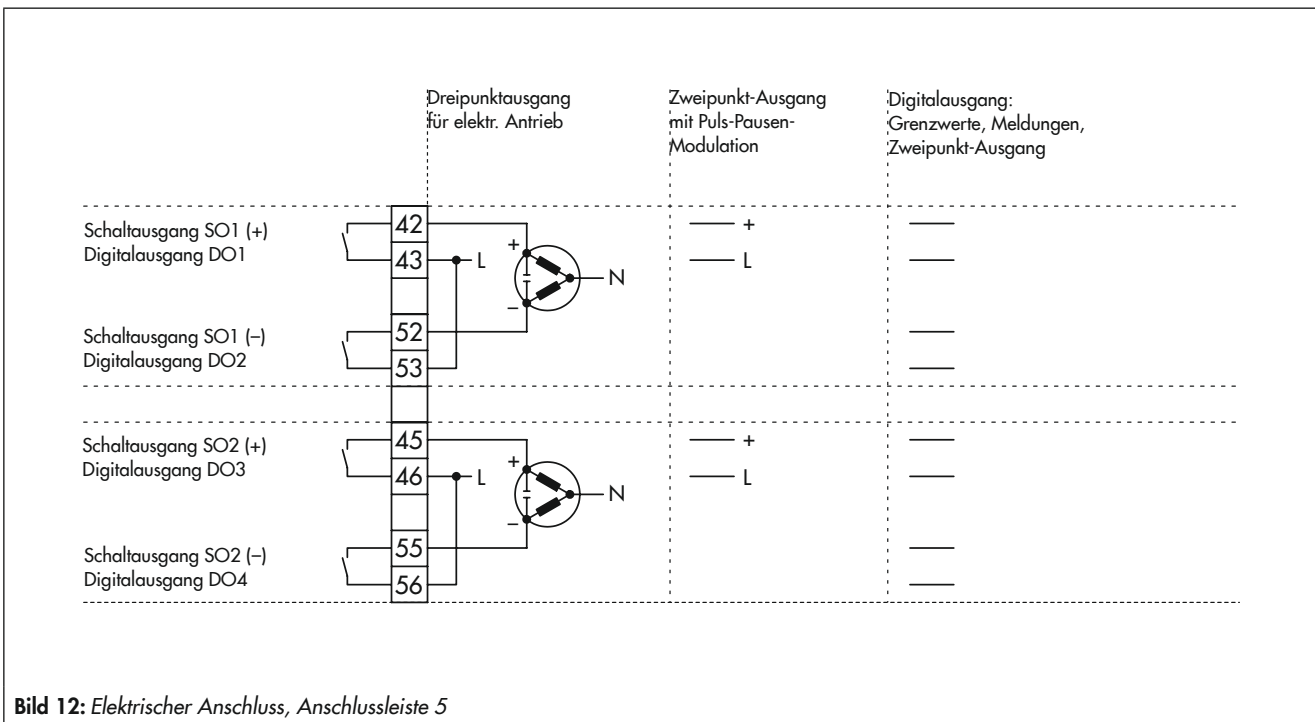 Dreipunktausgang
für elektr. Antrieb
Zweipunkt-Ausgang
mit Puls-Pausen-
Modulation
Digitalausgang:
Grenzwerte, Meldungen,
Zweipunkt-Ausgang
Schaltausgang SO1 (+)
Digitalausgang DO1
42
43
L
+
–
N
+
L
Schaltausgang SO1 (–)
Digitalausgang DO2
52
53
Schaltausgang SO2 (+)
Digitalausgang DO3
45
46
L
+
–
N
+
L
Schaltausgang SO2 (–)
Digitalausgang DO4
55
56
Bild 12: Elektrischer Anschluss, Anschlussleiste 5